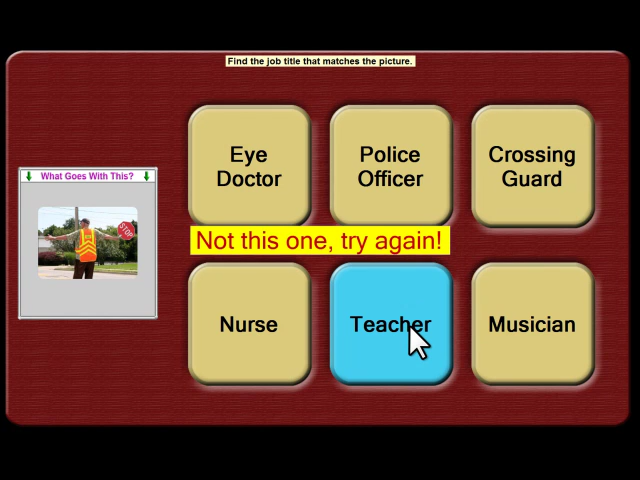 Find the job title that matches the picture.
What Goes With This?
STOP
Eye
Doctor
Police
Officer
Crossing
Guard
Not this one, try again!
Nurse
Teacher
Musician